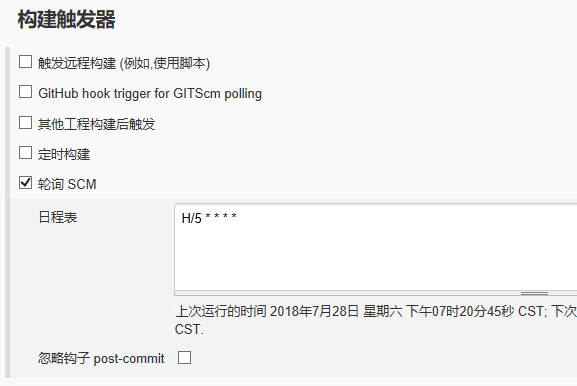 构建触发器
触发远程构建 (例如,使用脚本)
GitHub hook trigger for GITScm polling
其他工程构建后触发
定时构建
轮询 SCM
日程表
H/5 * * * *
上次运行的时间 2018年7月28日 星期六 下午07时20分45秒 CST; 下次
CST.
忽略钩子 post-commit